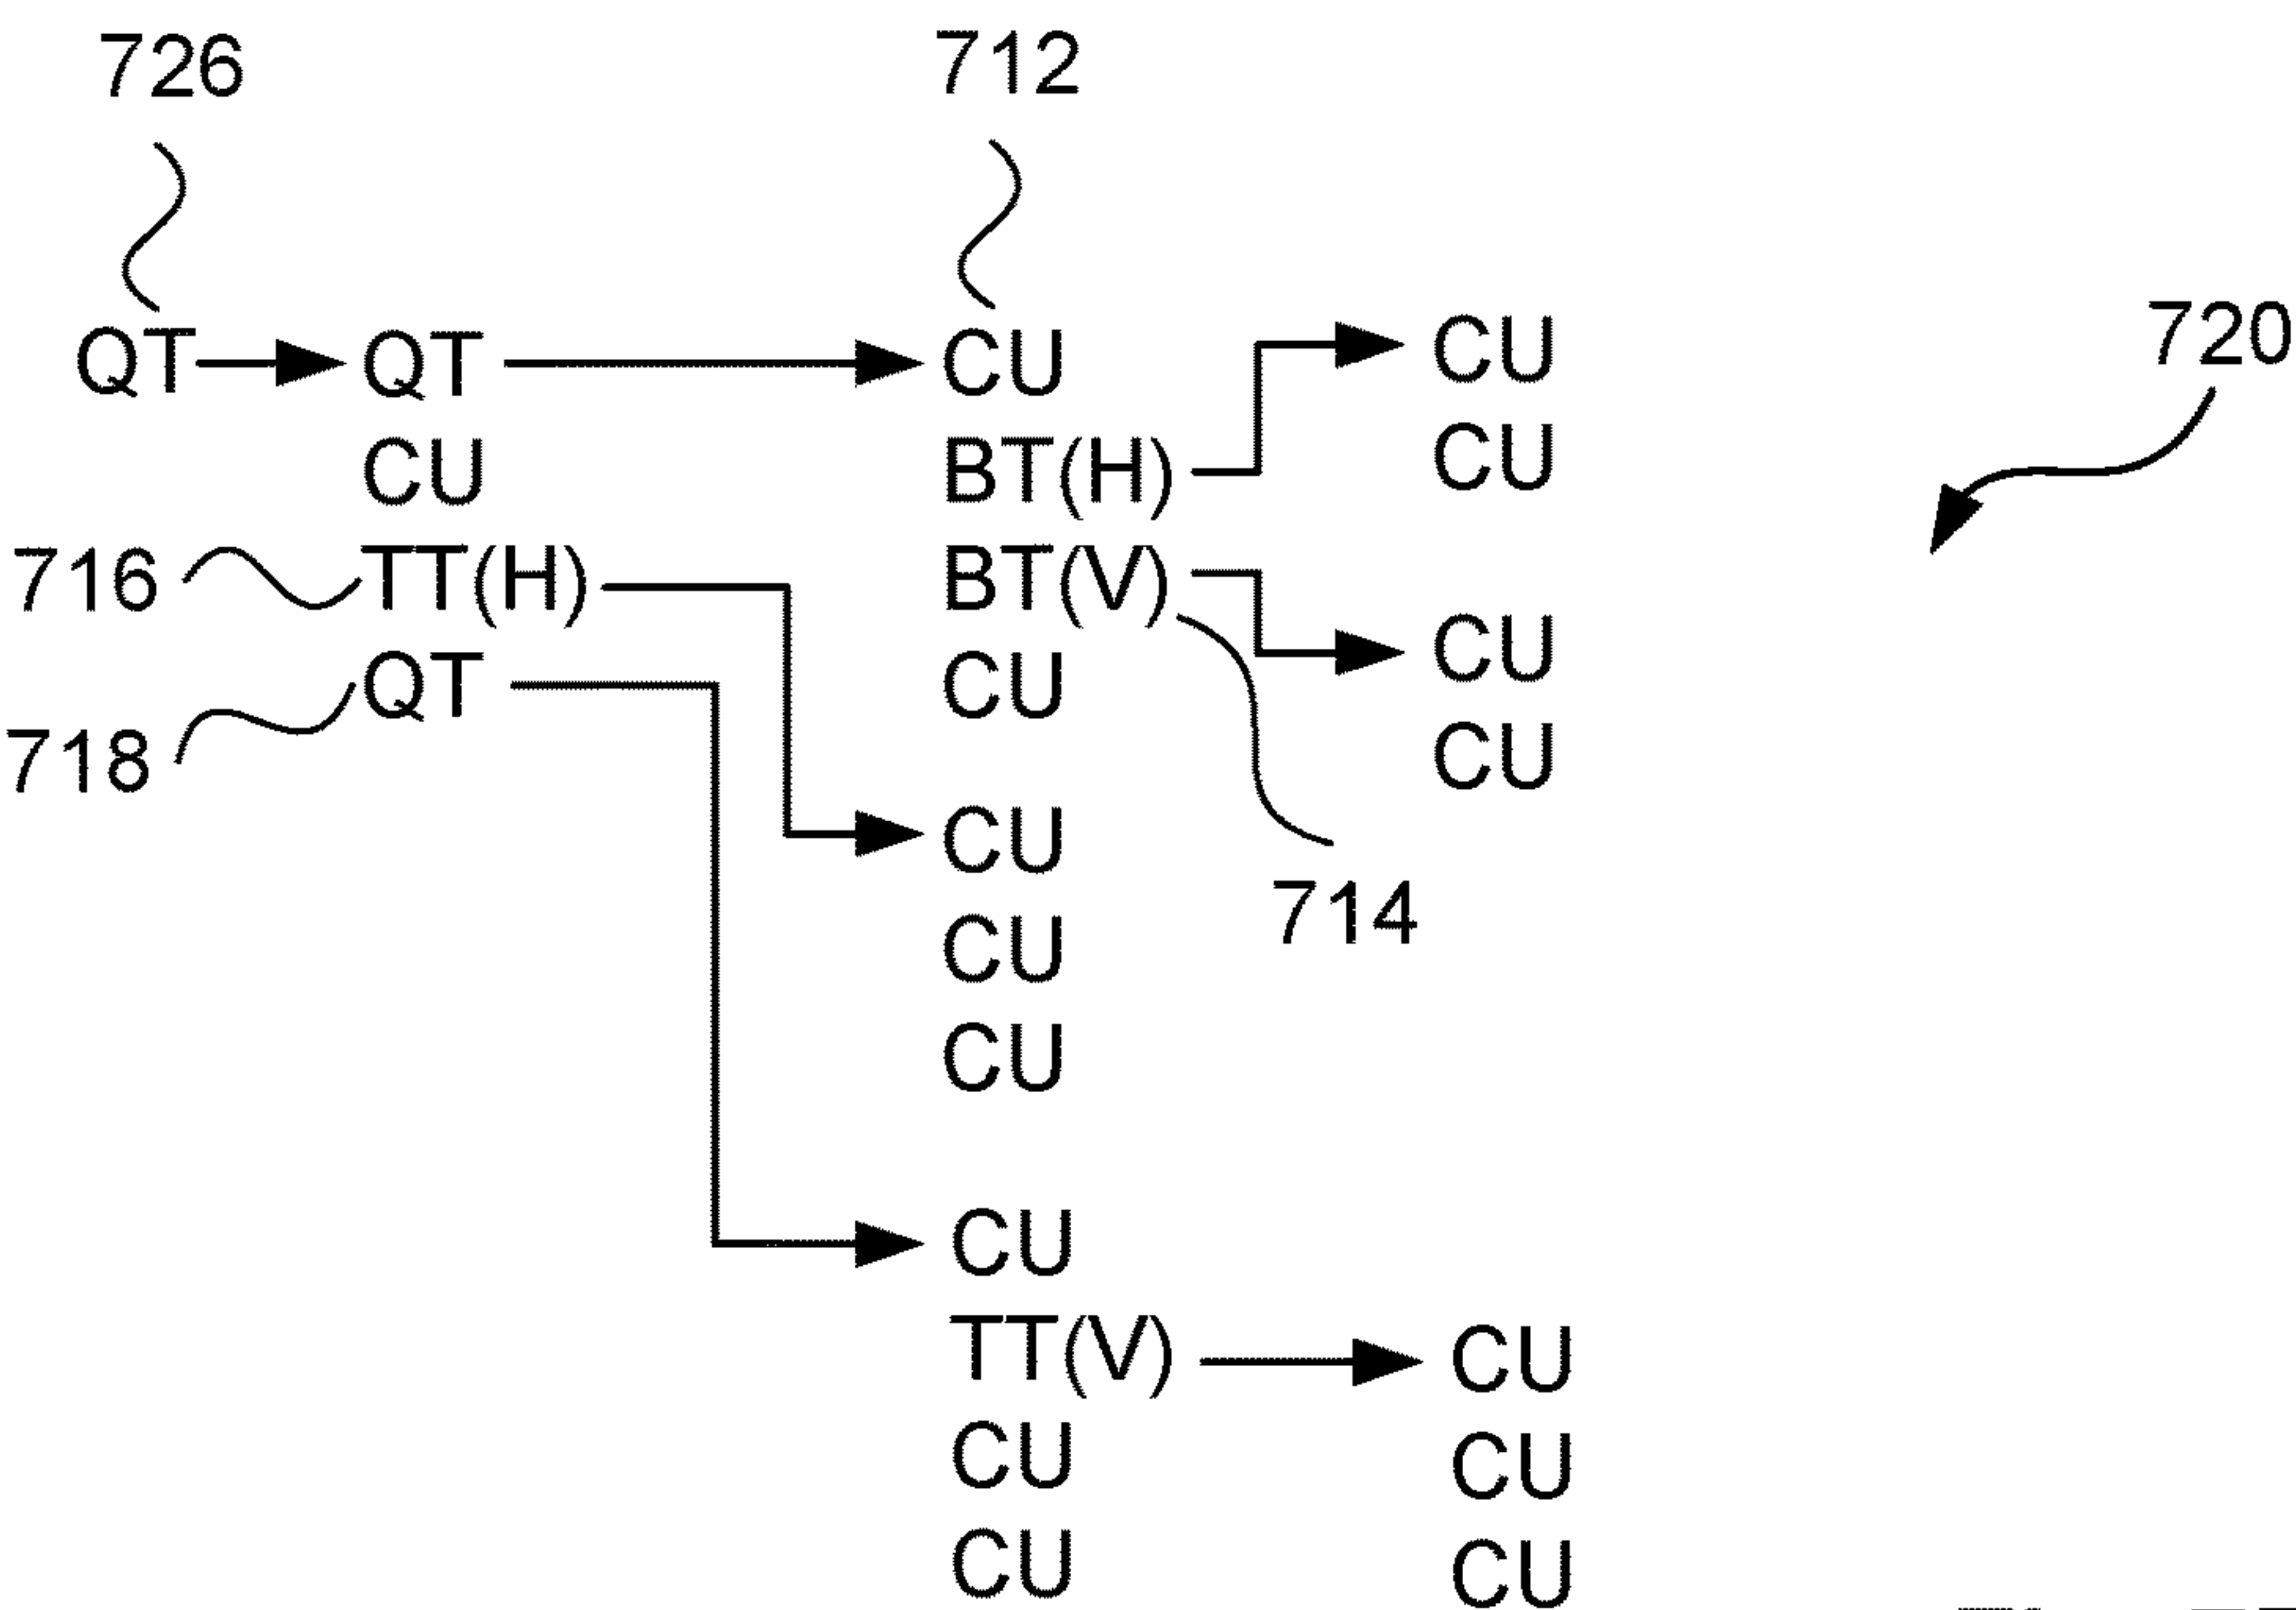 726 712
QT QT CU CU 720
CU BT(H) CU
716 TT(H) BT(V)
QT CU CU
718 CU
CU
714
CU
CU
CU
TT(V) CU
CU CU
CU CU